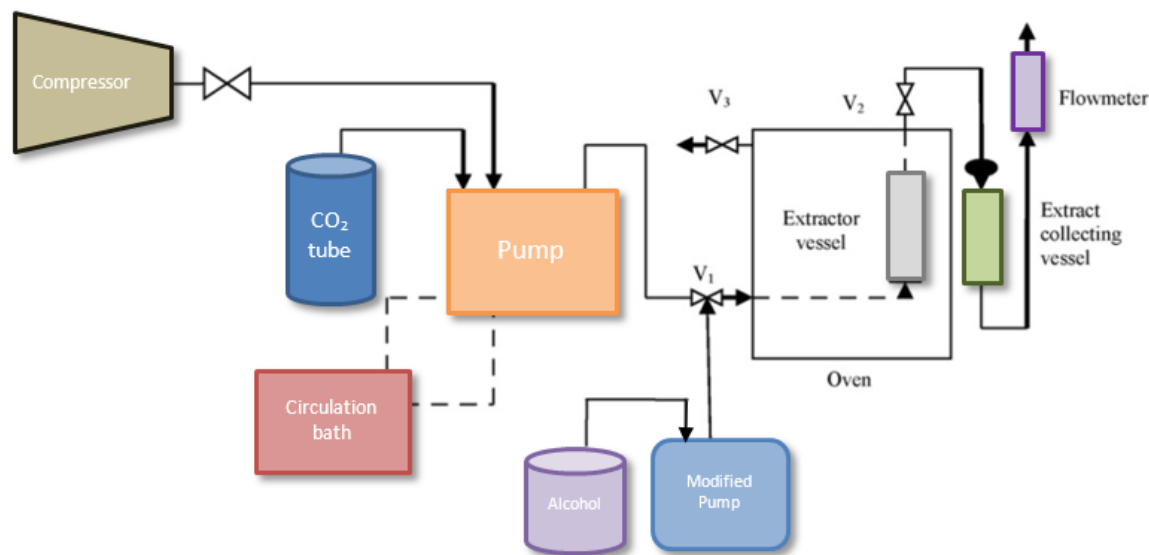 Compressor
CO₂
tube
Pump
Circulation
bath
Alcohol
Modified
Pump
V₁
V₃
V₂
Extractor
vessel
Oven
Extract
collecting
vessel
Flowmeter